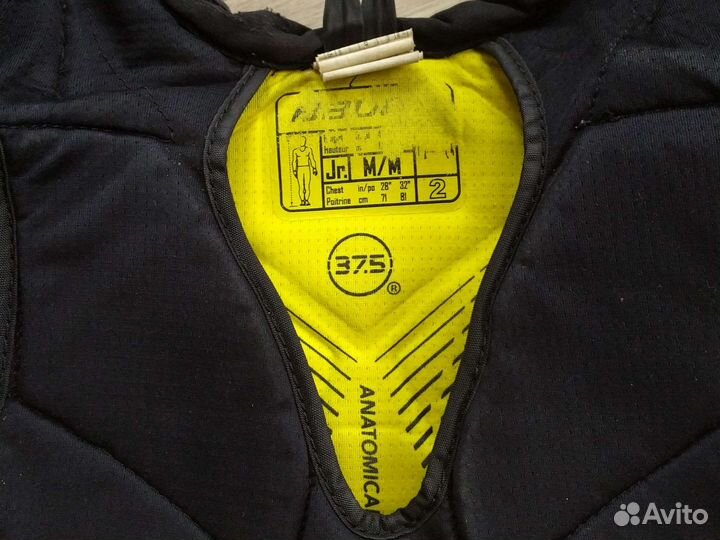 Hauteur
Jr. M/M
Chest in/po 28" 32"
Poitrine cm 71 81
2
37.5
®
ANATOMICA
Avito